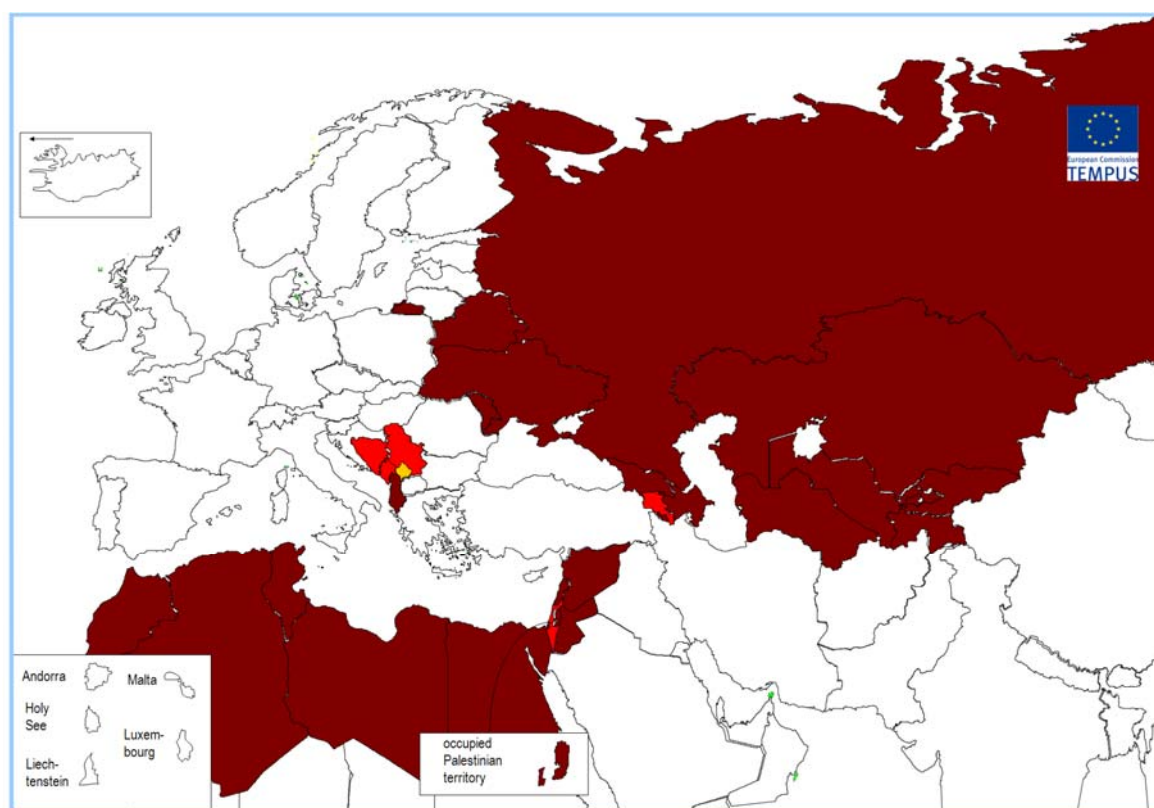 European Commission
TEMPUS
Andorra
Malta
Holy
See
Luxem-
bourg
Liech-
tenstein
occupied
Palestinian
territory